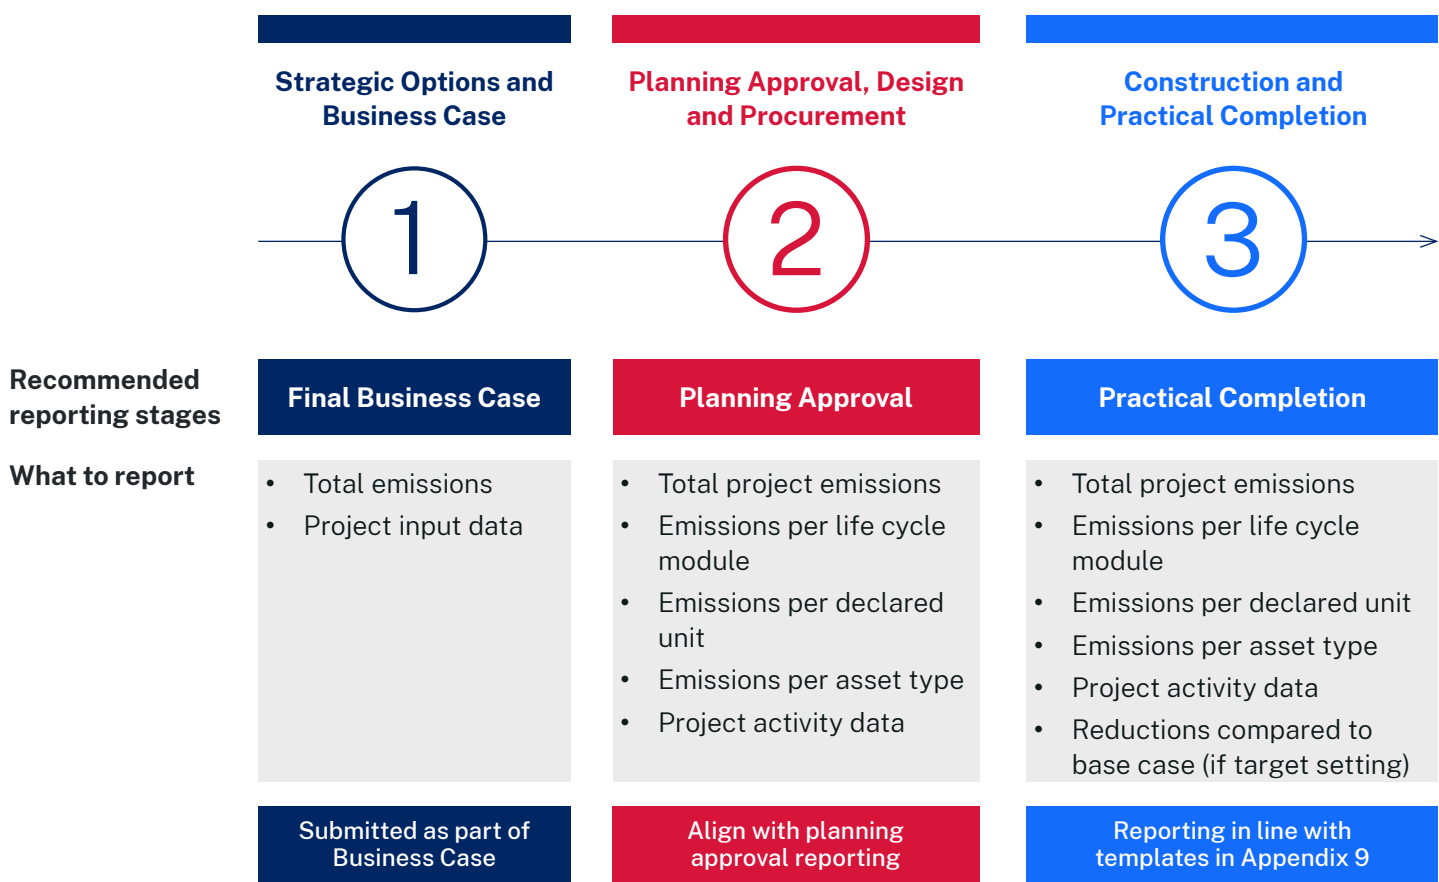 Strategic Options and
Business Case
Planning Approval, Design
and Procurement
Construction and
Practical Completion
1
2
3
Recommended
reporting stages
Final Business Case
Planning Approval
Practical Completion
What to report
• Total emissions
• Project input data
• Total project emissions
• Emissions per life cycle
module
• Emissions per declared
unit
• Emissions per asset type
• Project activity data
• Total project emissions
• Emissions per life cycle
module
• Emissions per declared unit
• Emissions per asset type
• Project activity data
• Reductions compared to
base case (if target setting)
Submitted as part of
Business Case
Align with planning
approval reporting
Reporting in line with
templates in Appendix 9